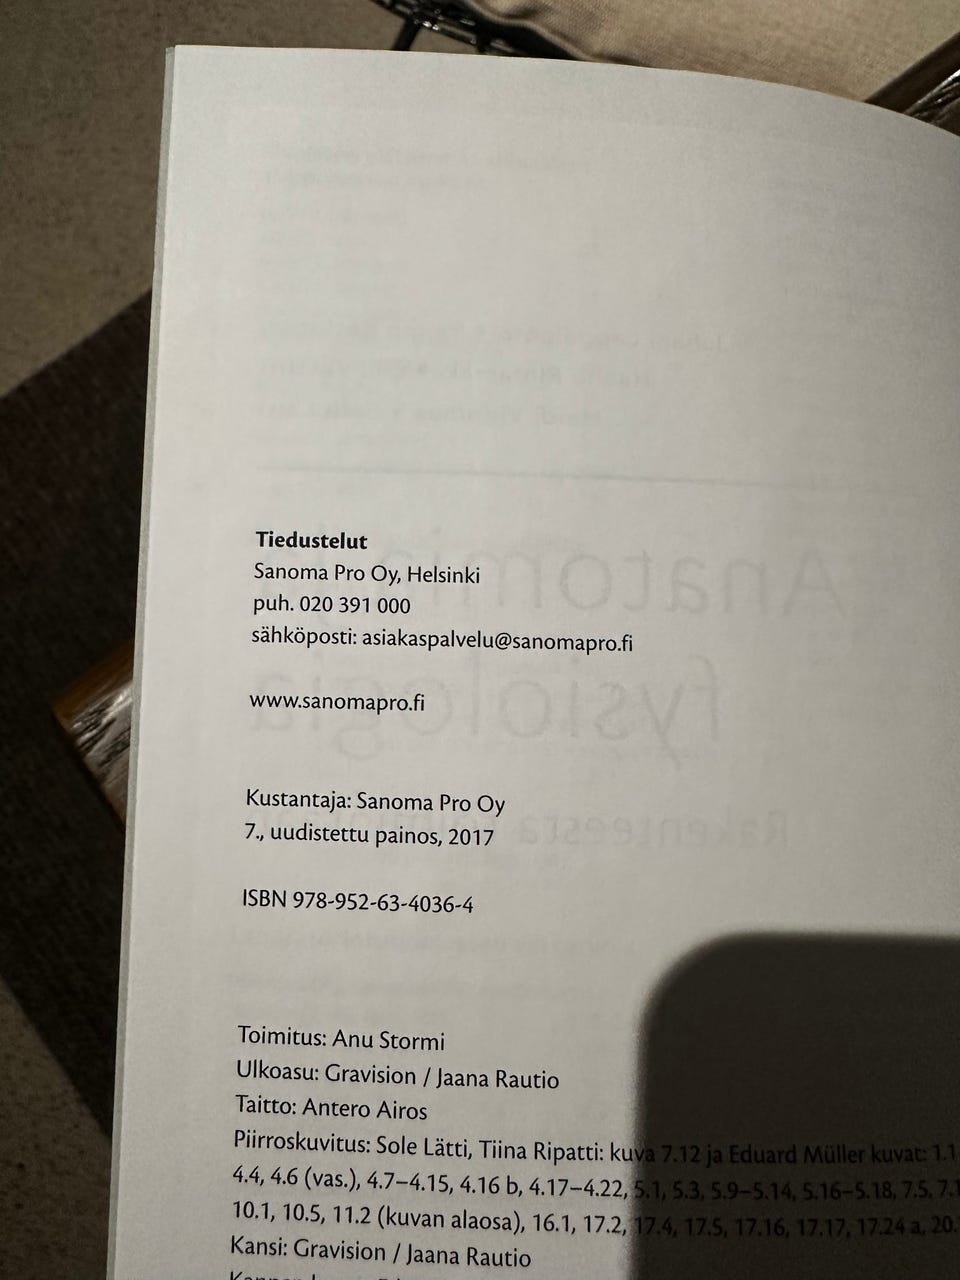 Tiedustelut
Sanoma Pro Oy, Helsinki
puh. 020 391 000
sähköposti: asiakaspalvelu@sanomapro.fi
www.sanomapro.fi
Kustantaja: Sanoma Pro Oy
7., uudistettu painos, 2017
ISBN 978-952-63-4036-4
Toimitus: Anu Stormi
Ulkoasu: Gravision / Jaana Rautio
Taitto: Antero Airos
Piirroskuvitus: Sole Lätti, Tiina Ripatti: kuva 7.12 ja Eduard Müller kuvat: 1.1
4.4, 4.6 (vas.), 4.7–4.15, 4.16 b, 4.17–4.22, 5.1, 5.3, 5.9–5.14, 5.16–5.18, 7.5,
10.1, 10.5, 11.2 (kuvan alaosa), 16.1, 17.2, 17.4, 17.5, 17.16, 17.17, 17.24 a,
Kansi: Gravision / Jaana Rautio